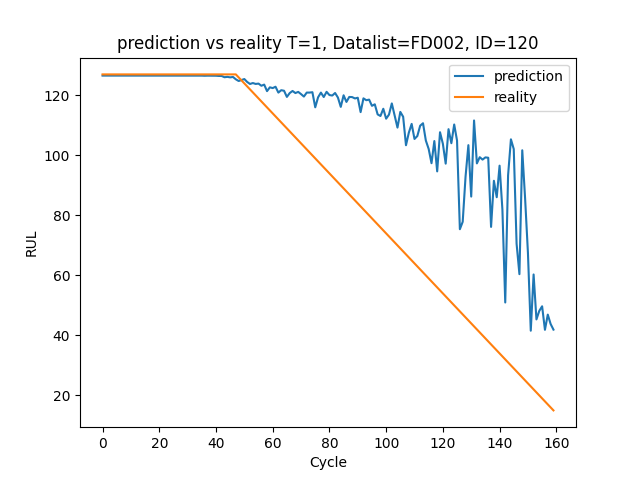 prediction vs reality T=1, Datalist=FD002, ID=120
prediction
reality
120
100
80
60
40
20
RUL
0 20 40 60 80 100 120 140 160
Cycle